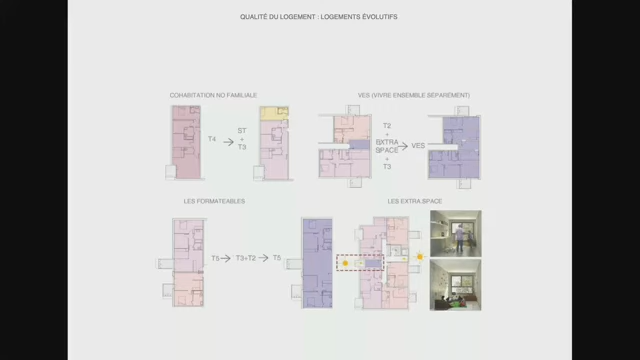 QUALITÉ DU LOGEMENT : LOGEMENTS ÉVOLUTIFS
COHABITATION NO FAMILIALE
VES (VIVRE ENSEMBLE SÉPARÉMENT)
T4
ST
+
T3
T2
+
EXTRA
SPACE
+
T3
VES
LES FORMATEABLES
LES EXTRA.SPACE
T5
T3+T2
T5